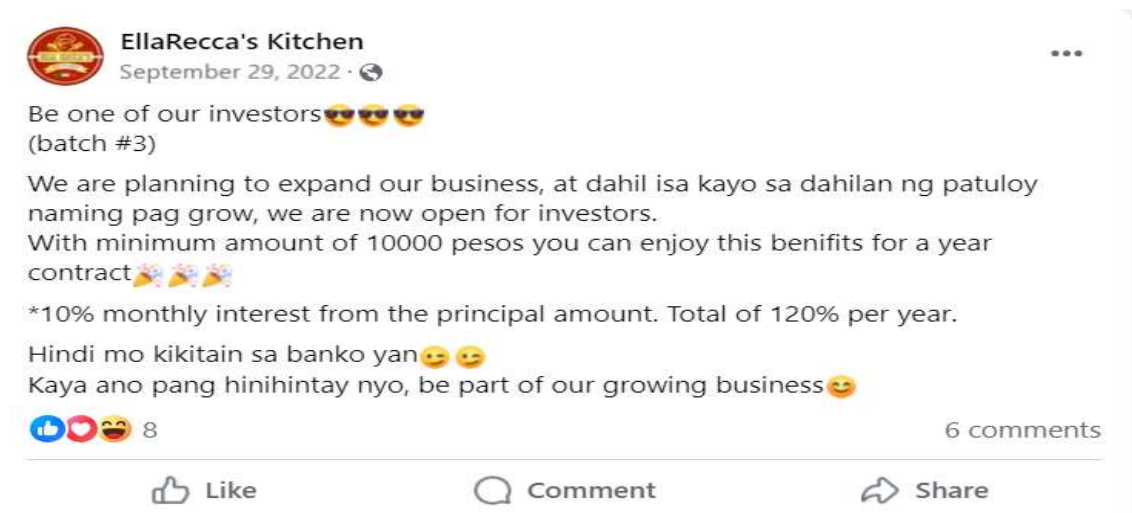 EllaRecca's Kitchen
September 29, 2022 ·
Be one of our investors😎😎😎
(batch #3)
We are planning to expand our business, at dahil isa kayo sa dahilan ng patuloy
naming pag grow, we are now open for investors.
With minimum amount of 10000 pesos you can enjoy this benifits for a year
contract🎉🎉🎉
*10% monthly interest from the principal amount. Total of 120% per year.
Hindi mo kikitain sa banko yan😉😉
Kaya ano pang hinihintay nyo, be part of our growing business😊
8
6 comments
Like
Comment
Share